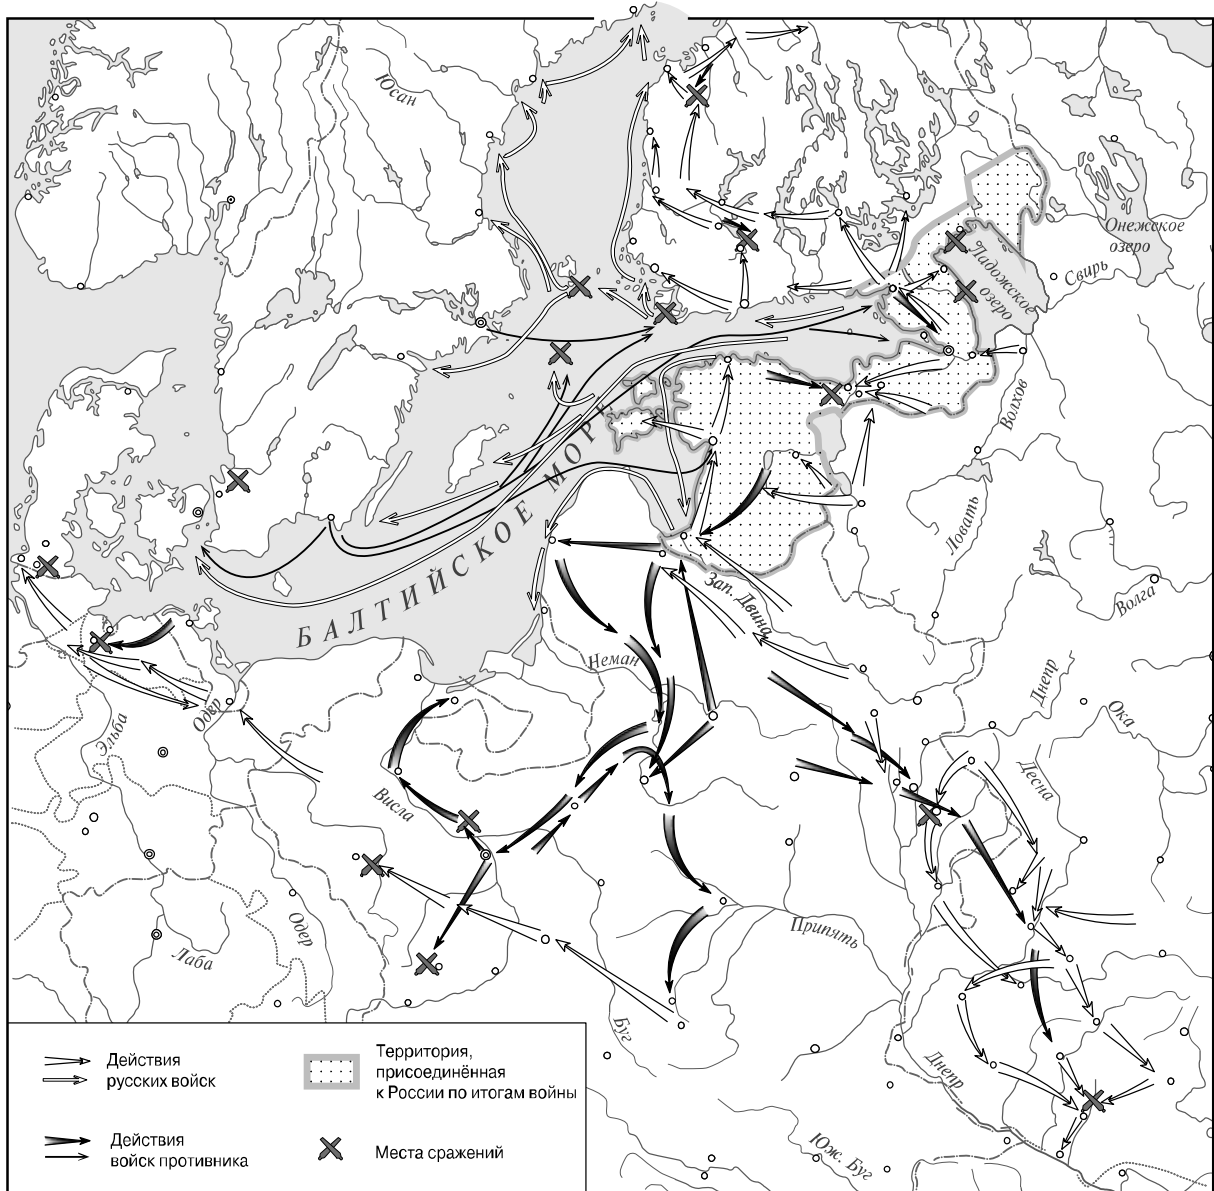 Юсан
Онежское
озеро
Ладожское
озеро
Свирь
Волхов
Ловать
БАЛТИЙСКОЕ МОРЕ
Зап. Двина
Волга
Неман
Днепр
Ока
Одер
Эльба
Десна
Висла
Одер
Припять
Лаба
Буг
Днепр
Юж. Буг
Действия
русских войск
Территория,
присоединённая
к России по итогам войны
Действия
войск противника
Места сражений